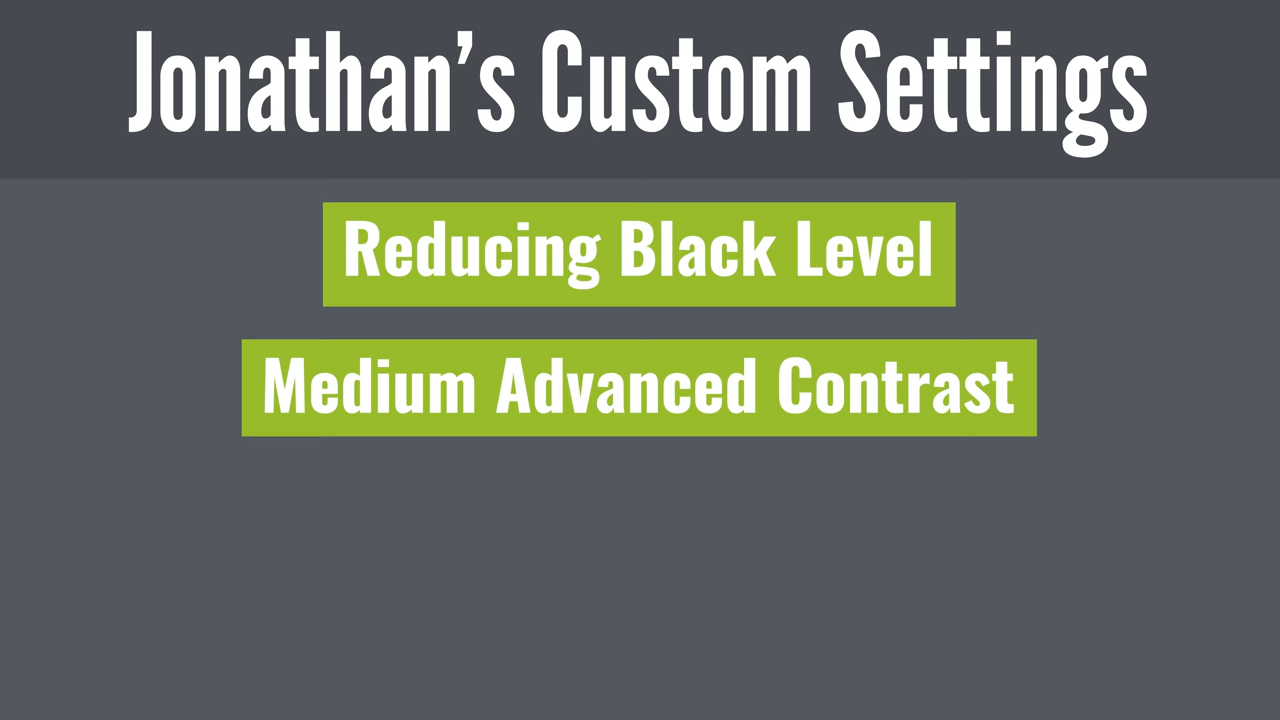 Jonathan’s Custom Settings
Reducing Black Level
Medium Advanced Contrast